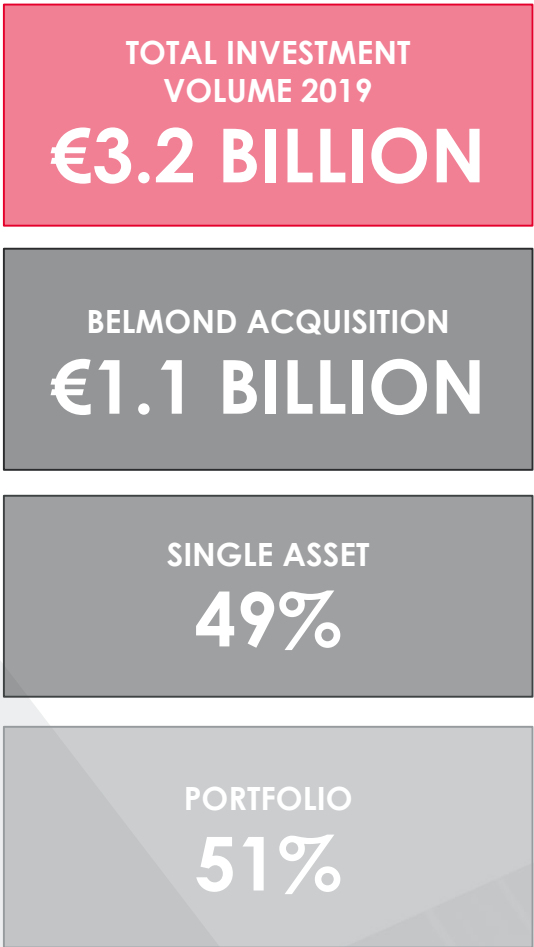 TOTAL INVESTMENT
VOLUME 2019
€3.2 BILLION
BELMOND ACQUISITION
€1.1 BILLION
SINGLE ASSET
49%
PORTFOLIO
51%